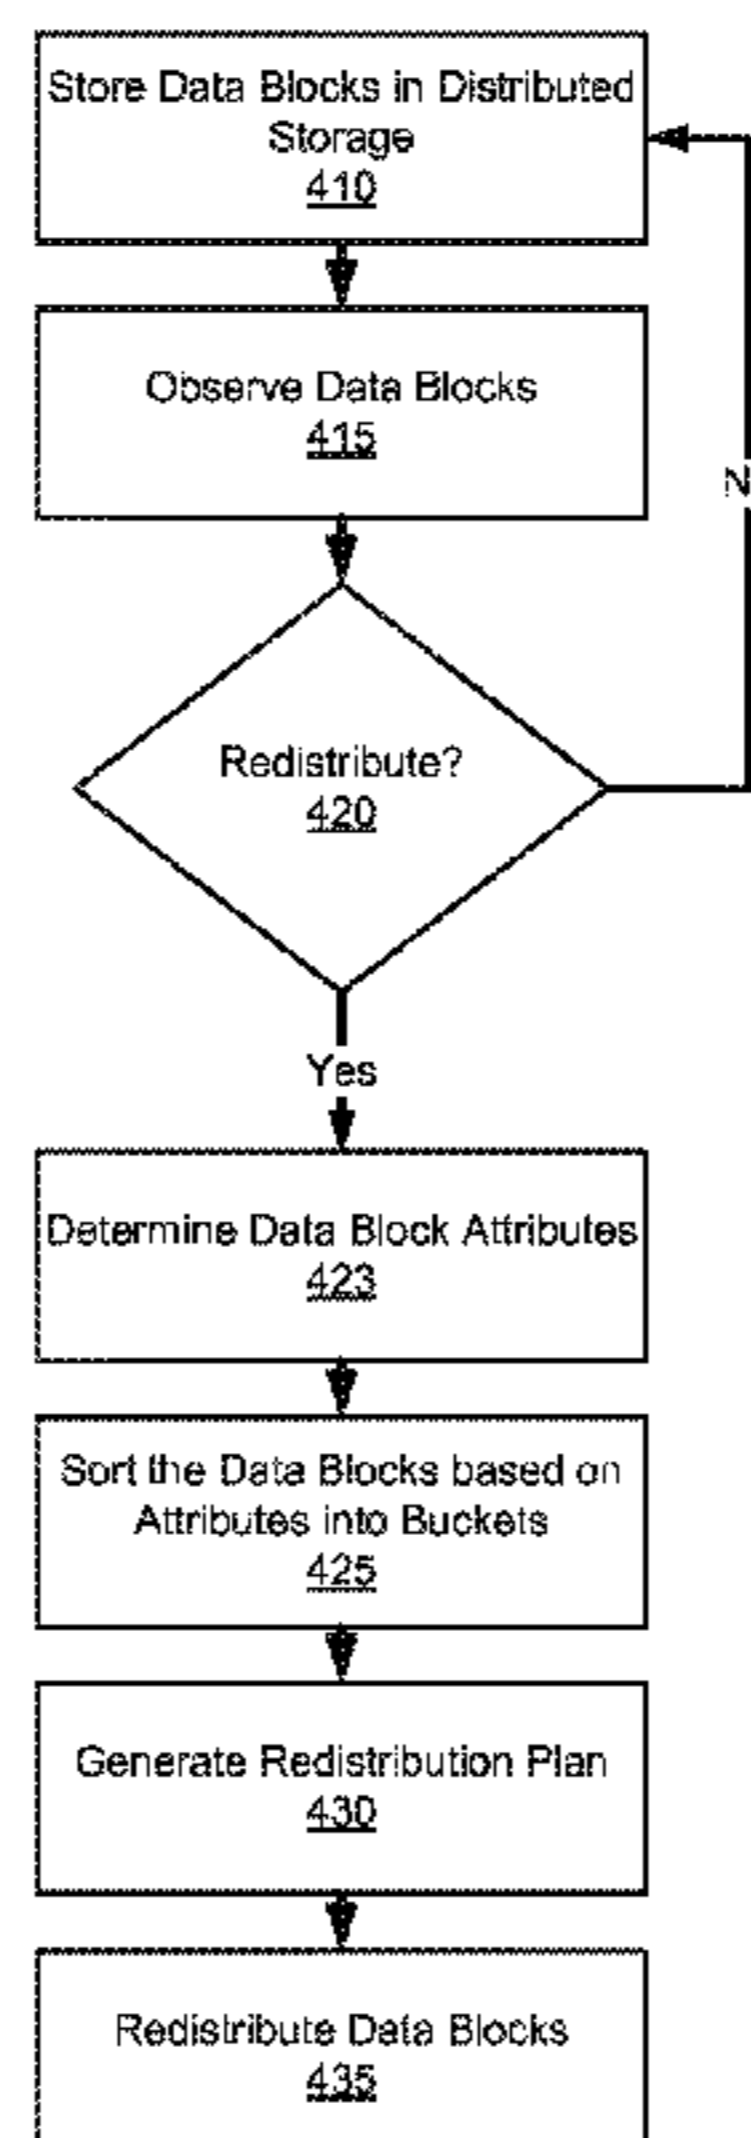 Store Data Blocks in Distributed
Storage
410
Observe Data Blocks
415
N
Redistribute?
420
Yes
Determine Data Block Attributes
423
Sort the Data Blocks based on
Attributes into Buckets
425
Generate Redistribution Plan
430
Redistribute Data Blocks
435